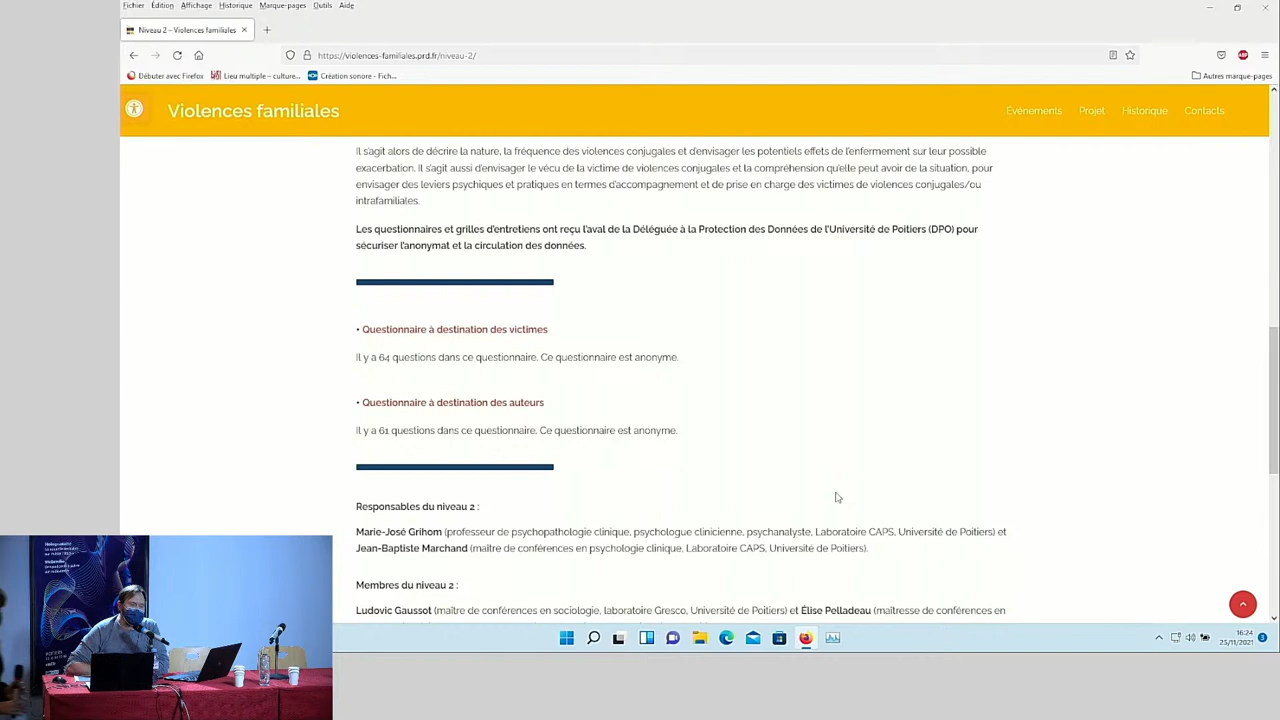 Fichier Édition Affichage Historique Marque-pages Outils Aide
Niveau 2 – Violences familiales
https://violences-familiales.prd.fr/niveau-2/
Débuter avec Firefox Lieu multiple – culture... Création sonore - Fich... Autres marque-pages
Violences familiales Evénements Projet Historique Contacts
Il s'agit alors de décrire la nature, la fréquence des violences conjugales et d'envisager les potentiels effets de l'enfermement sur leur possible
exacerbation. Il s'agit aussi d'envisager le vécu de la victime de violences conjugales et la compréhension qu'elle peut avoir de la situation, pour
envisager des leviers psychiques et pratiques en termes d'accompagnement et de prise en charge des victimes de violences conjugales/ou
intrafamiliales.
Les questionnaires et grilles d'entretiens ont reçu l'aval de la Déléguée à la Protection des Données de l'Université de Poitiers (DPO) pour
sécuriser l'anonymat et la circulation des données.
• Questionnaire à destination des victimes
Il y a 64 questions dans ce questionnaire. Ce questionnaire est anonyme.
• Questionnaire à destination des auteurs
Il y a 61 questions dans ce questionnaire. Ce questionnaire est anonyme.
Responsables du niveau 2 :
Marie-José Grihom (professeur de psychopathologie clinique, psychologue clinicienne, psychanalyste, Laboratoire CAPS, Université de Poitiers) et
Jean-Baptiste Marchand (maître de conférences en psychologie clinique, Laboratoire CAPS, Université de Poitiers).
Membres du niveau 2 :
Ludovic Gaussot (maître de conférences en sociologie, laboratoire Gresco, Université de Poitiers) et Élise Pelladeau (maîtresse de conférences en
16:24
25/11/2021
3